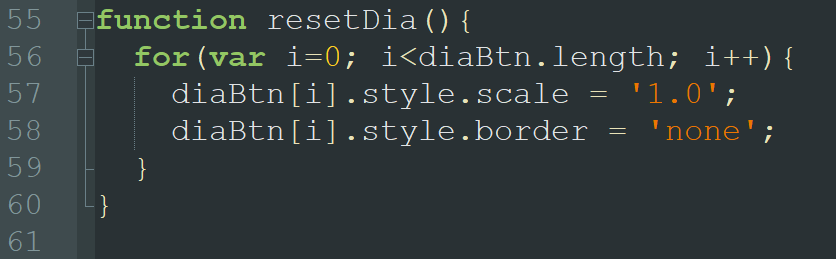 55 function resetDia(){
56 for(var i=0; i<diaBtn.length; i++){
57 diaBtn[i].style.scale = '1.0';
58 diaBtn[i].style.border = 'none';
59 }
60 }
61